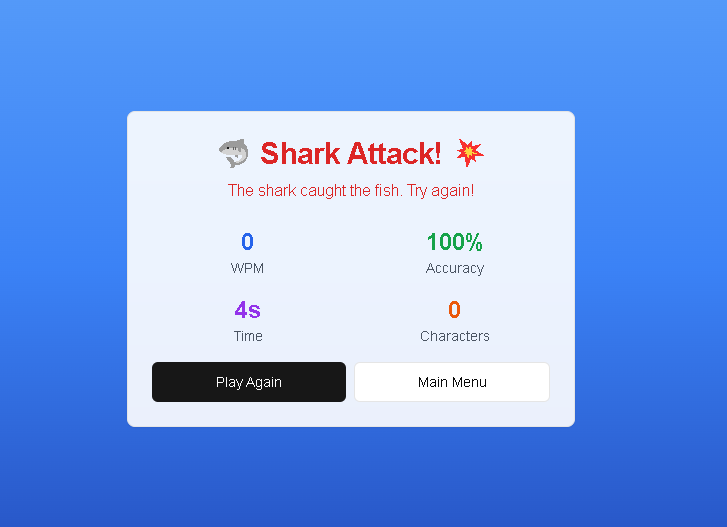 Shark Attack!
The shark caught the fish. Try again!
0 100%
WPM Accuracy
4s 0
Time Characters
Play Again Main Menu